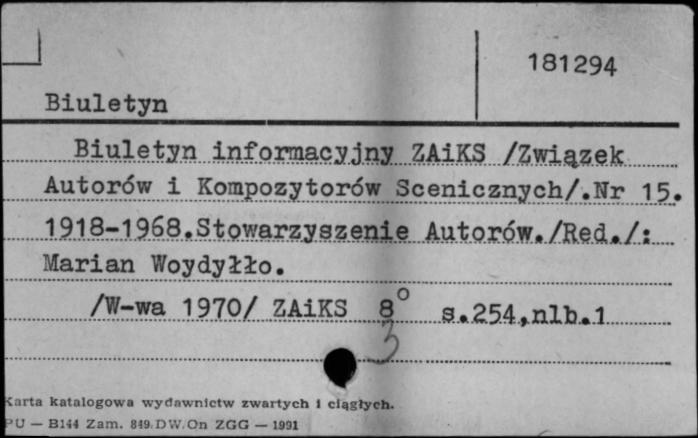 181294
Biuletyn
Biuletyn informacyjny ZAiKS /Związek
Autorów i Kompozytorów Scenicznych/.Nr 15.
1918-1968.Stowarzyszenie Autorów./Red./:
Marian Woydyłło.
/W-wa 1970/ ZAiKS 8° s.254,nlb.1
3
Karta katalogowa wydawnictw zwartych i ciągłych.
PU — B144 Zam. 849.DW.On ZGG — 1991